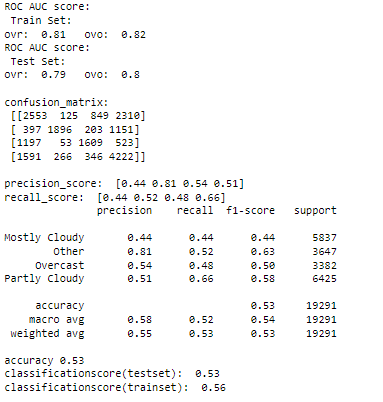 ROC AUC score:
 Train Set:
ovr:  0.81   ovo:  0.82
ROC AUC score:
 Test Set:
ovr:  0.79   ovo:  0.8

confusion_matrix:
 [[2553  125  849 2310]
 [ 397 1896  203 1151]
 [1197   53 1609  523]
 [1591  266  346 4222]]

precision_score:  [0.44 0.81 0.54 0.51]
recall_score:  [0.44 0.52 0.48 0.66]
               precision    recall  f1-score   support

Mostly Cloudy       0.44      0.44      0.44      5837
        Other       0.81      0.52      0.63      3647
     Overcast       0.54      0.48      0.50      3382
Partly Cloudy       0.51      0.66      0.58      6425

     accuracy                           0.53     19291
    macro avg       0.58      0.52      0.54     19291
 weighted avg       0.55      0.53      0.53     19291

accuracy 0.53
classificationscore(testset):  0.53
classificationscore(trainset):  0.56